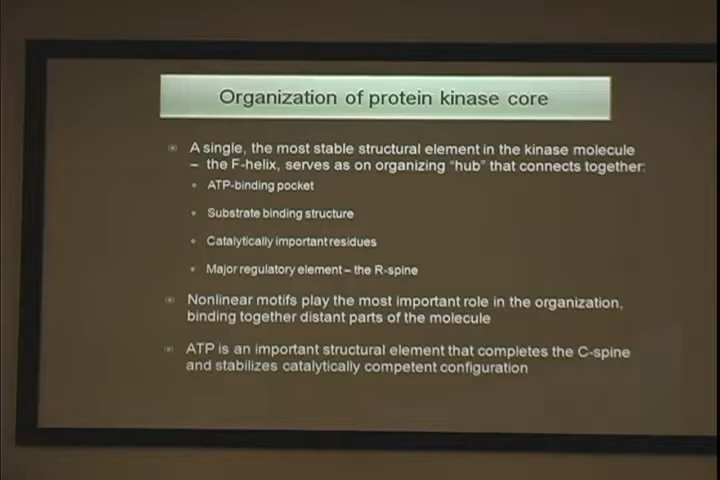 Organization of protein kinase core
A single, the most stable structural element in the kinase molecule
– the F-helix, serves as on organizing "hub" that connects together:
ATP-binding pocket
Substrate binding structure
Catalytically important residues
Major regulatory element – the R-spine
Nonlinear motifs play the most important role in the organization,
binding together distant parts of the molecule
ATP is an important structural element that completes the C-spine
and stabilizes catalytically competent configuration